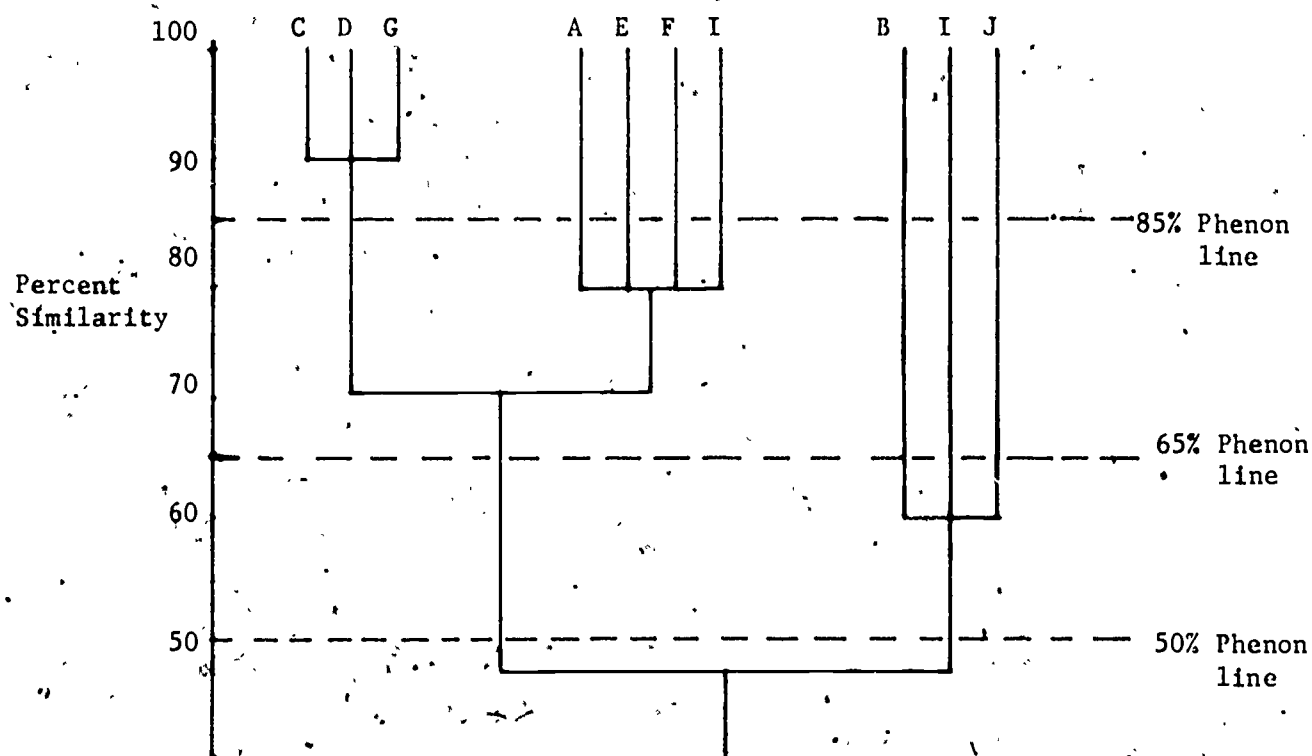 100 C D G A E F I B I J
90
85% Phenon
line
80
Percent
Similarity
70
65% Phenon
line
60
50 50% Phenon
line